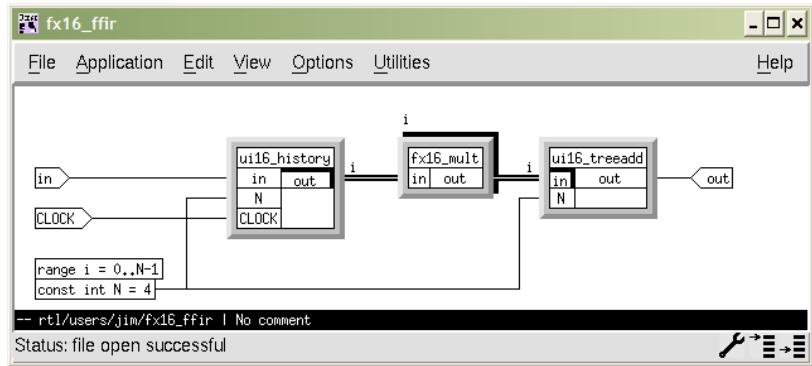 fx16_ffir
File Application Edit View Options Utilities Help
i
ui16_history
in out
N
CLOCK
i
fx16_mult
in out
i
ui16_treeadd
in out
N
in
CLOCK
out
range i = 0..N-1
const int N = 4
-- rtl/users/jim/fx16_ffir | No comment
Status: file open successful